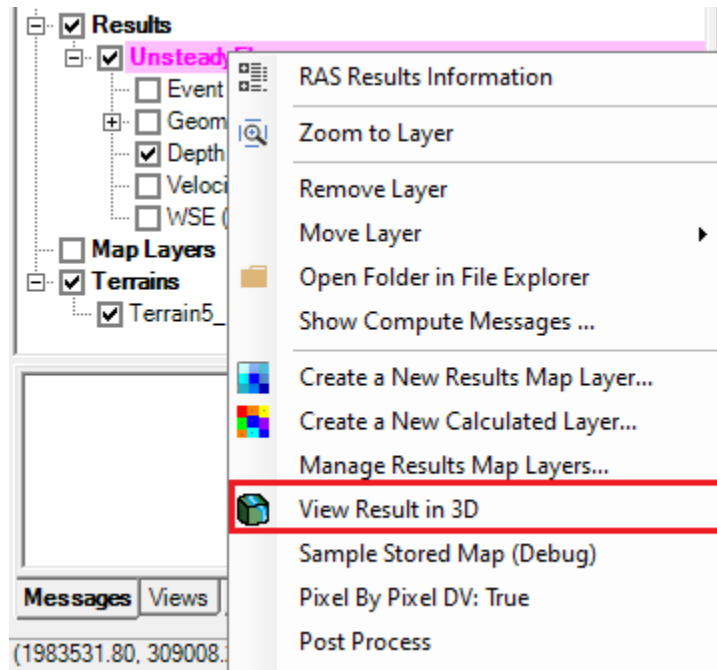 Results
Unsteady
Event
Geom
Depth
Veloci
WSE (
Map Layers
Terrains
Terrain5_
RAS Results Information
Zoom to Layer
Remove Layer
Move Layer
Open Folder in File Explorer
Show Compute Messages ...
Create a New Results Map Layer...
Create a New Calculated Layer...
Manage Results Map Layers...
View Result in 3D
Sample Stored Map (Debug)
Pixel By Pixel DV: True
Post Process
Messages Views
(1983531.80, 309008.